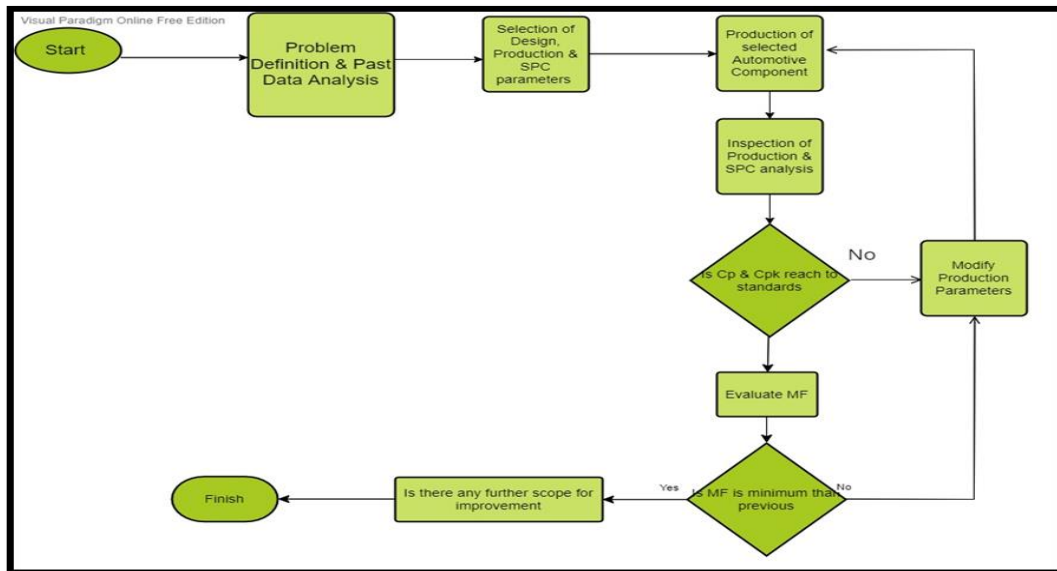 Visual Paradigm Online Free Edition
Start
Problem
Definition & Past
Data Analysis
Selection of
Design,
Production &
SPC
parameters
Production of
selected
Automotive
Component
Inspection of
Production &
SPC analysis
Is Cp & Cpk reach to
standards
No
Modify
Production
Parameters
Evaluate MF
Is MF is minimum than
previous
No
Yes
Is there any further scope for
improvement
Finish